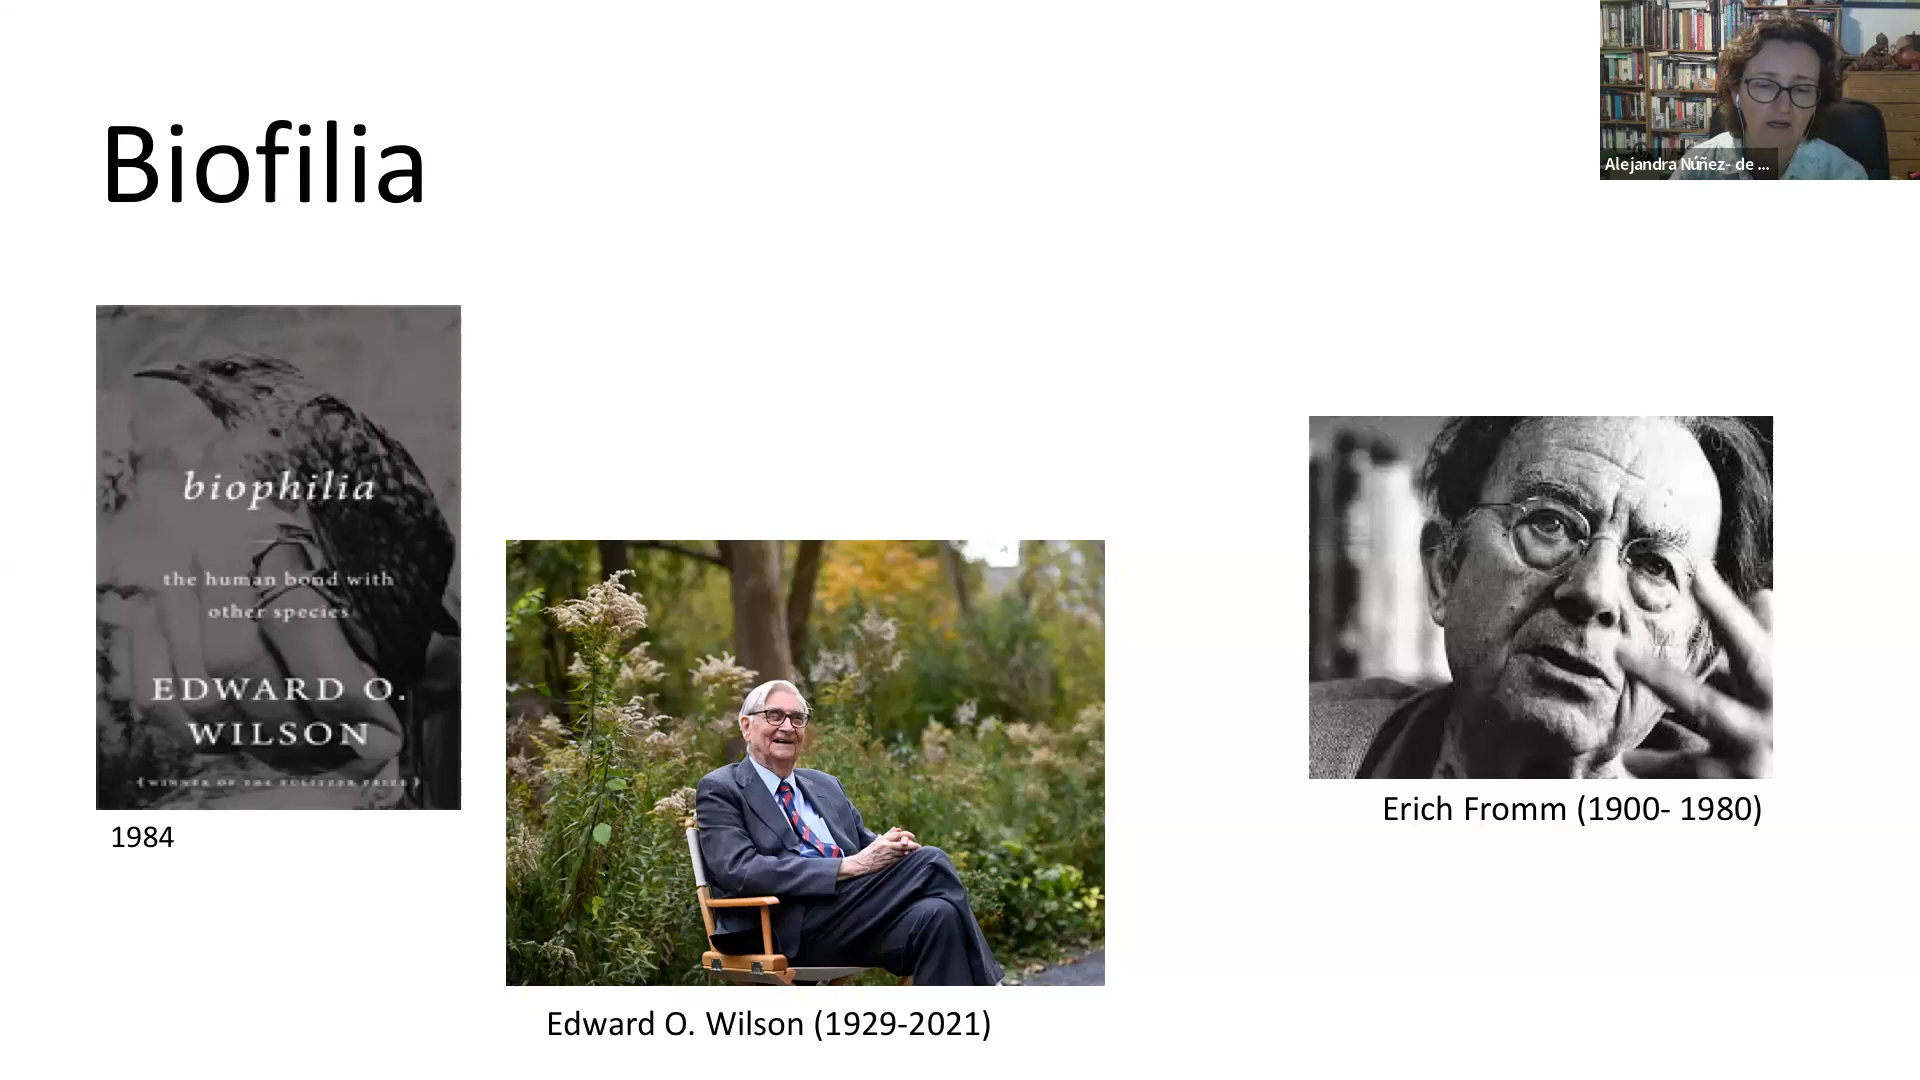 Biofilia
Alejandra Núñez- de ...
biophilia
the human bond with
other species
EDWARD O.
WILSON
{ WINNER OF THE PULITZER PRIZE }
1984
Erich Fromm (1900- 1980)
Edward O. Wilson (1929-2021)